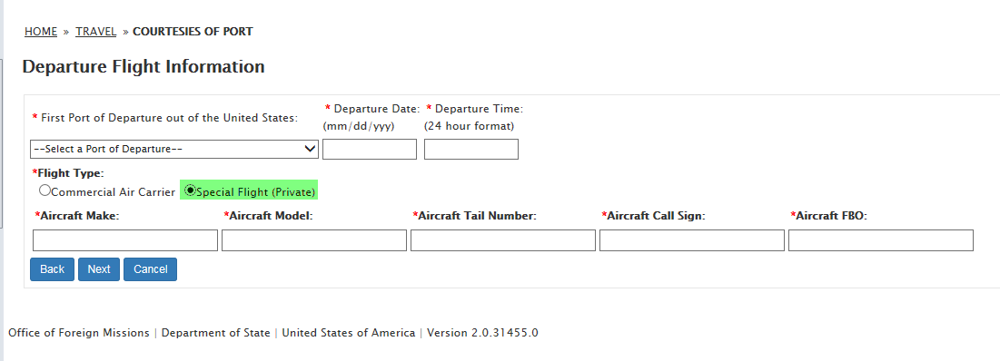 HOME » TRAVEL » COURTESIES OF PORT
Departure Flight Information
* First Port of Departure out of the United States:
* Departure Date:
(mm/dd/yyy)
* Departure Time:
(24 hour format)
--Select a Port of Departure--
*Flight Type:
Commercial Air Carrier Special Flight (Private)
*Aircraft Make: *Aircraft Model: *Aircraft Tail Number: *Aircraft Call Sign: *Aircraft FBO:
Back Next Cancel
Office of Foreign Missions | Department of State | United States of America | Version 2.0.31455.0